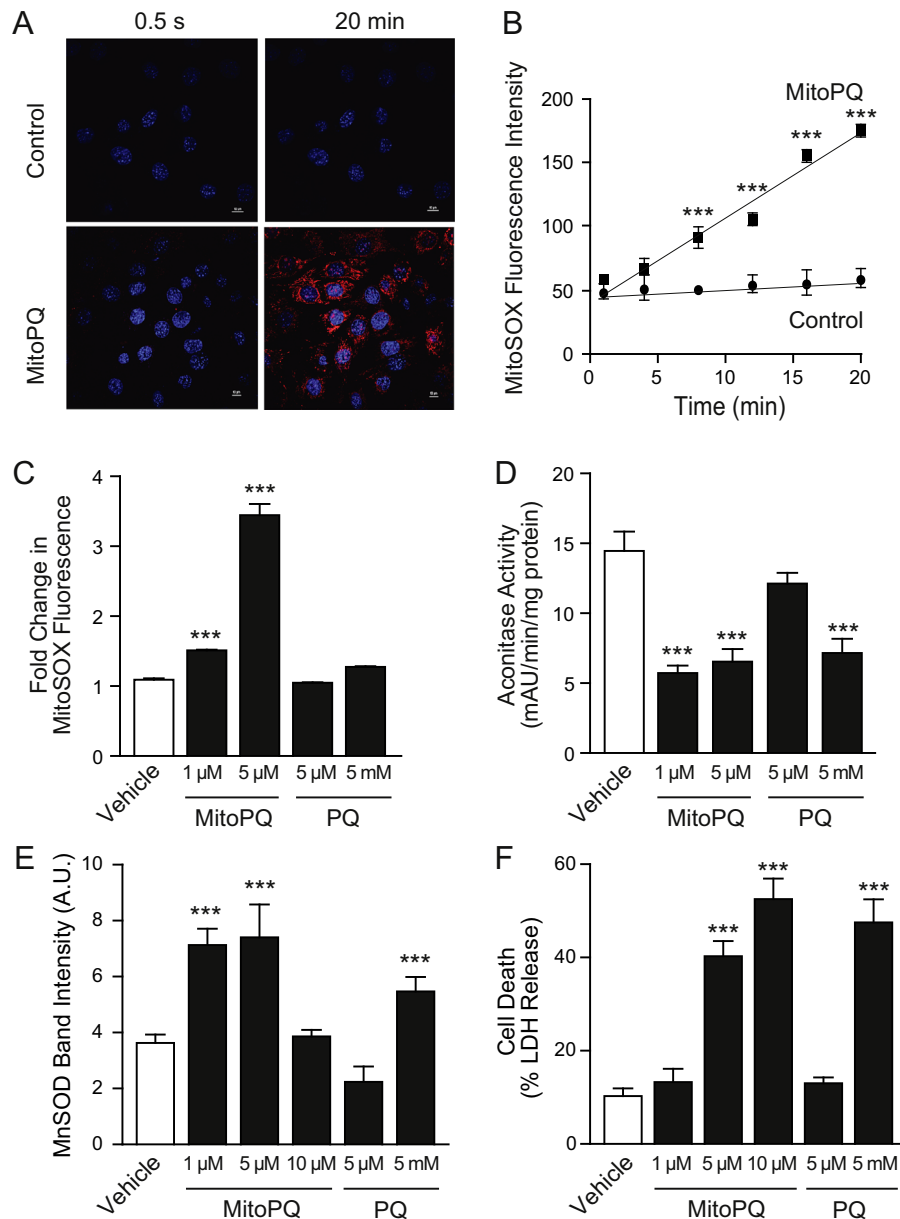 A
0.5 s
20 min
Control
MitoPQ
B
MitoSOX Fluorescence Intensity
200
150
100
50
0
MitoPQ
***
***
***
***
Control
0
5
10
15
20
Time (min)
C
Fold Change in
MitoSOX Fluorescence
4
3
2
1
0
***
***
Vehicle
1 µM
5 µM
5 µM
5 mM
MitoPQ
PQ
D
Aconitase Activity
(mAU/min/mg protein)
20
15
10
5
0
***
***
***
Vehicle
1 µM
5 µM
5 µM
5 mM
MitoPQ
PQ
E
MnSOD Band Intensity (A.U.)
10
8
6
4
2
0
***
***
***
Vehicle
1 µM
5 µM
10 µM
5 µM
5 mM
MitoPQ
PQ
F
Cell Death
(% LDH Release)
60
40
20
0
***
***
***
Vehicle
1 µM
5 µM
10 µM
5 µM
5 mM
MitoPQ
PQ